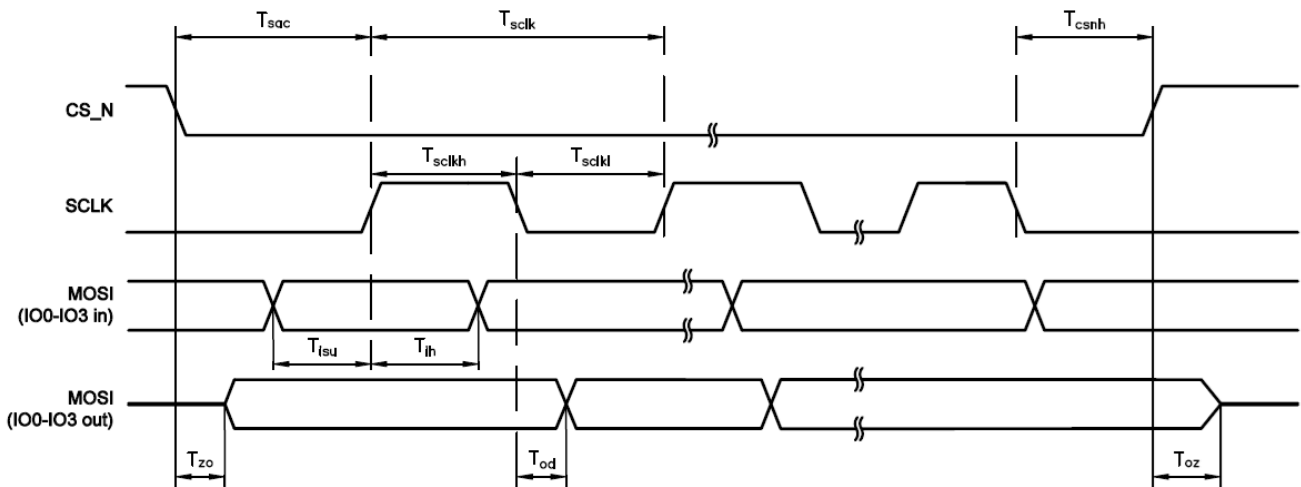 Tsac
Tsclk
Tcsnh
CS_N
Tsclkh
Tsclkl
SCLK
MOSI
(IO0-IO3 in)
Tisu
Tih
MOSI
(IO0-IO3 out)
Tzo
Tod
Toz